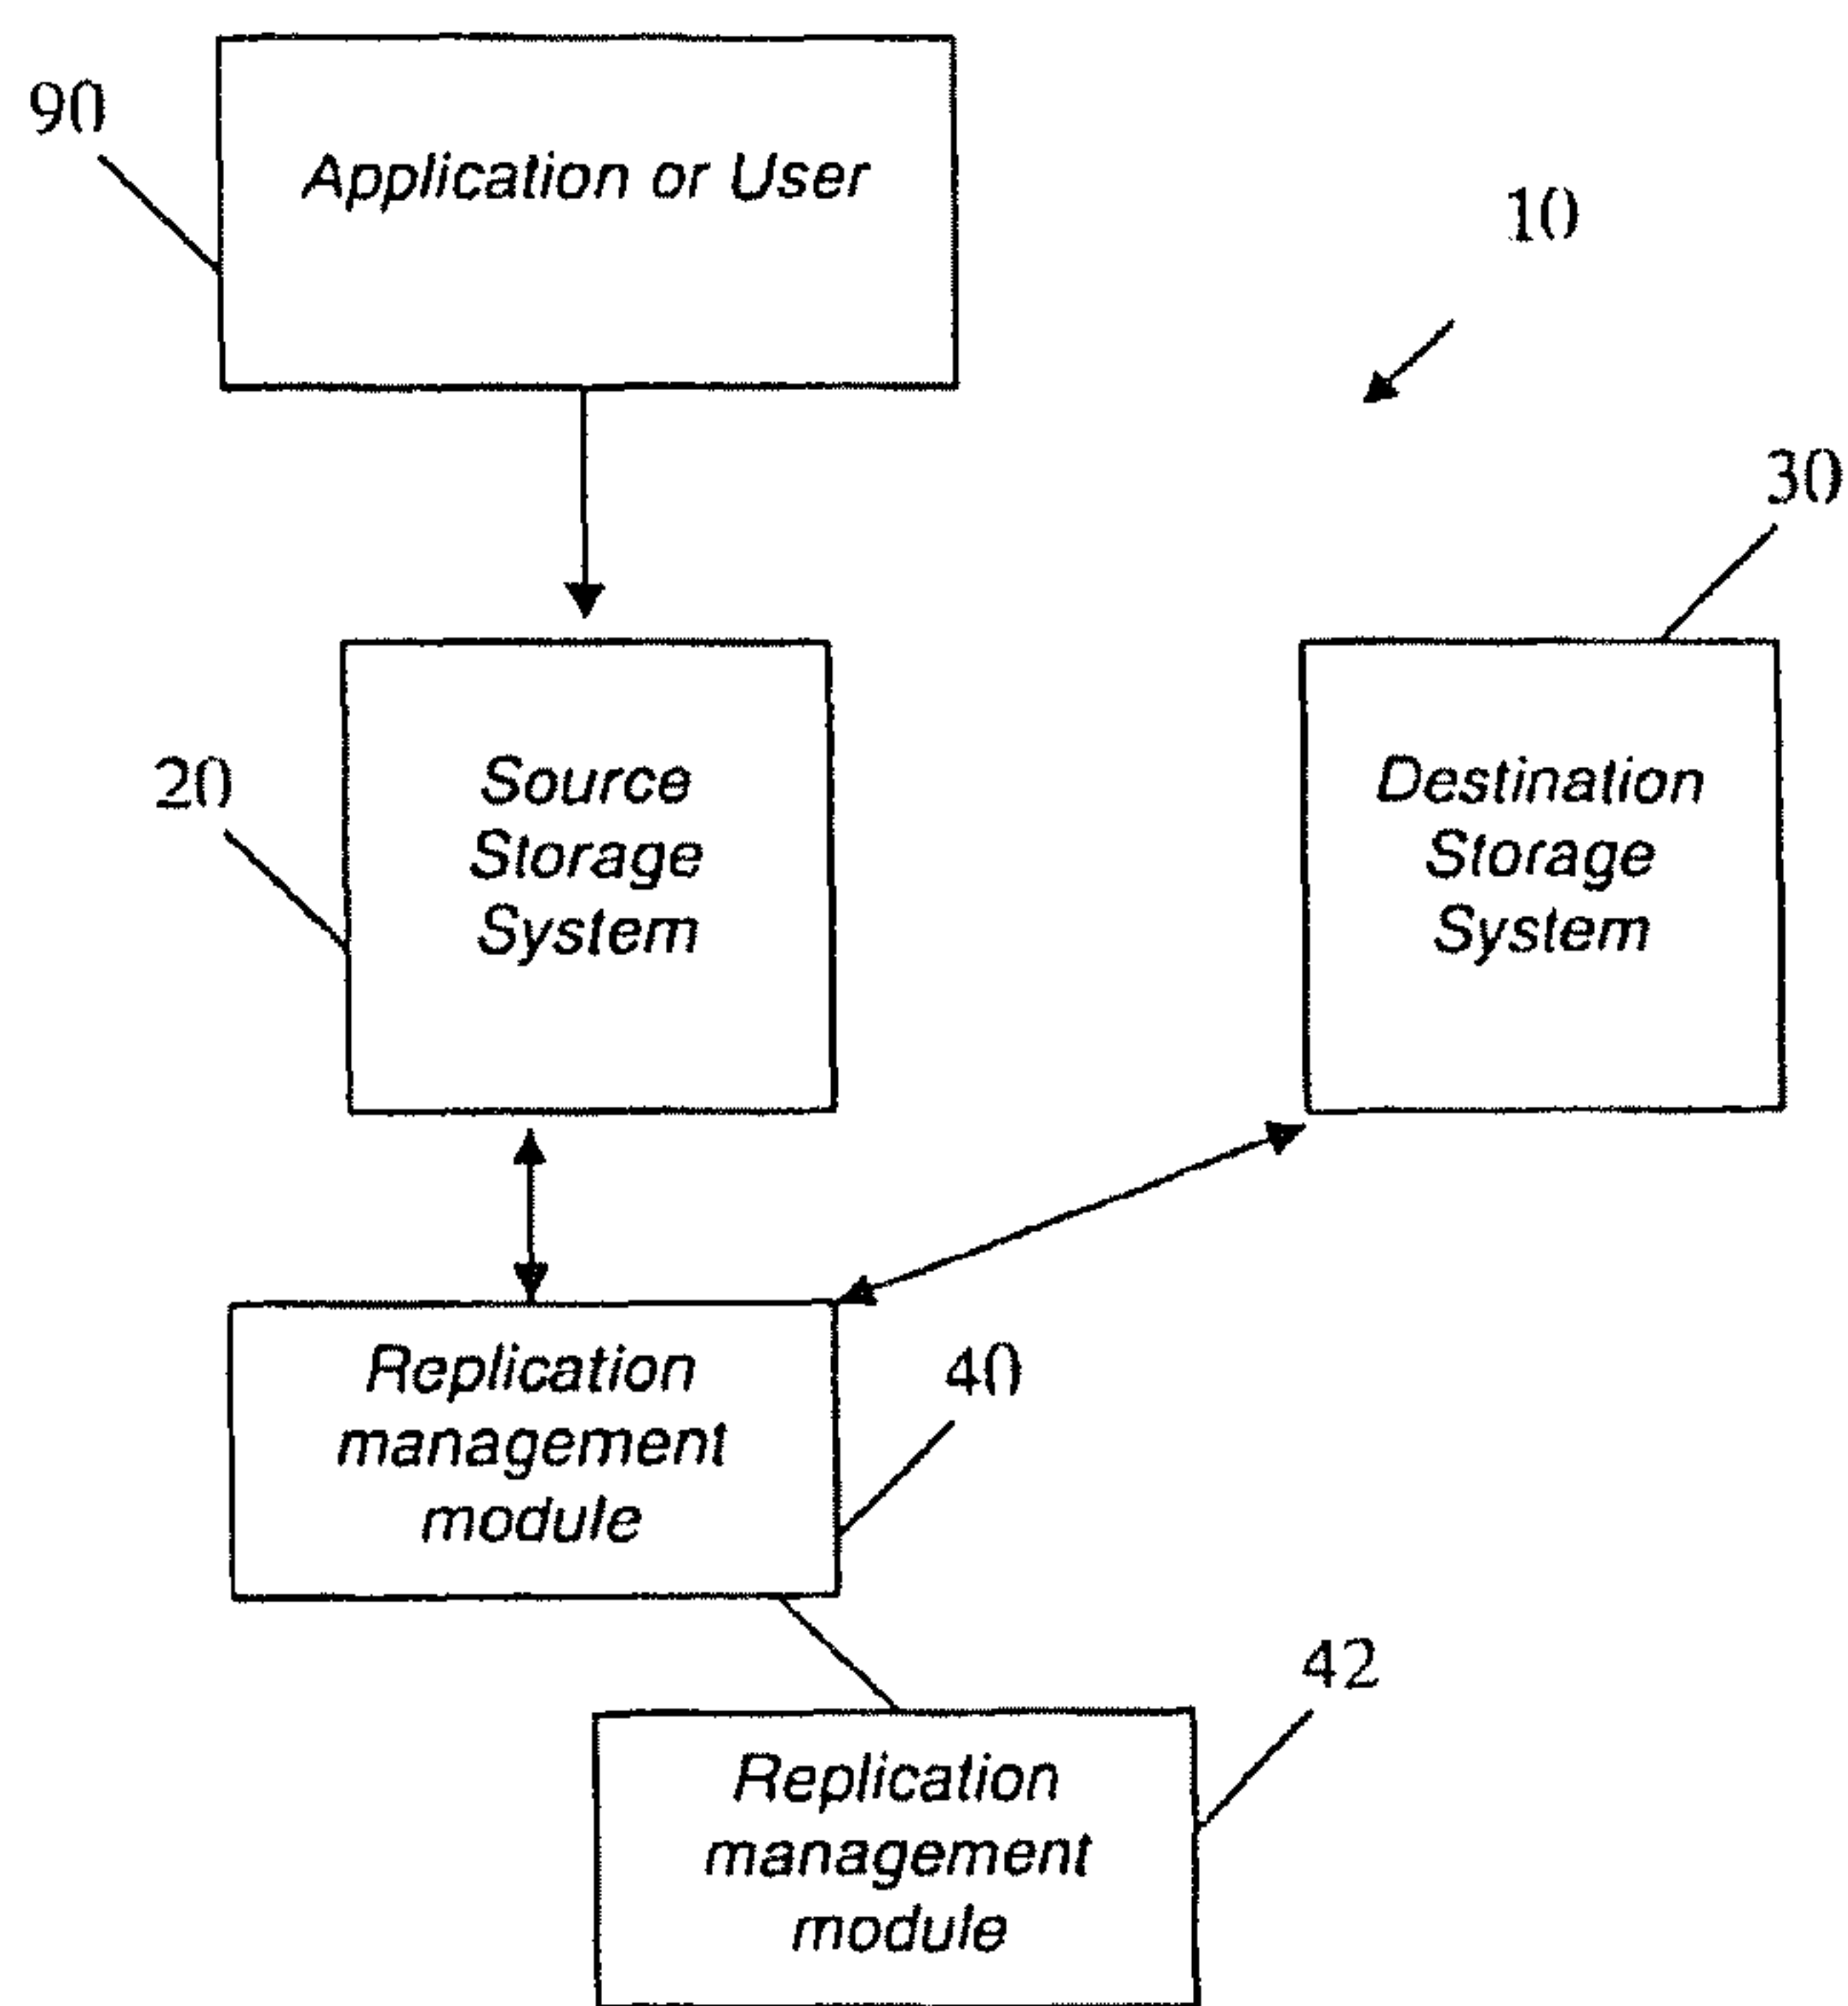 90
Application or User
10
30
20
Source
Storage
System
Destination
Storage
System
Replication
management
module
40
42
Replication
management
module